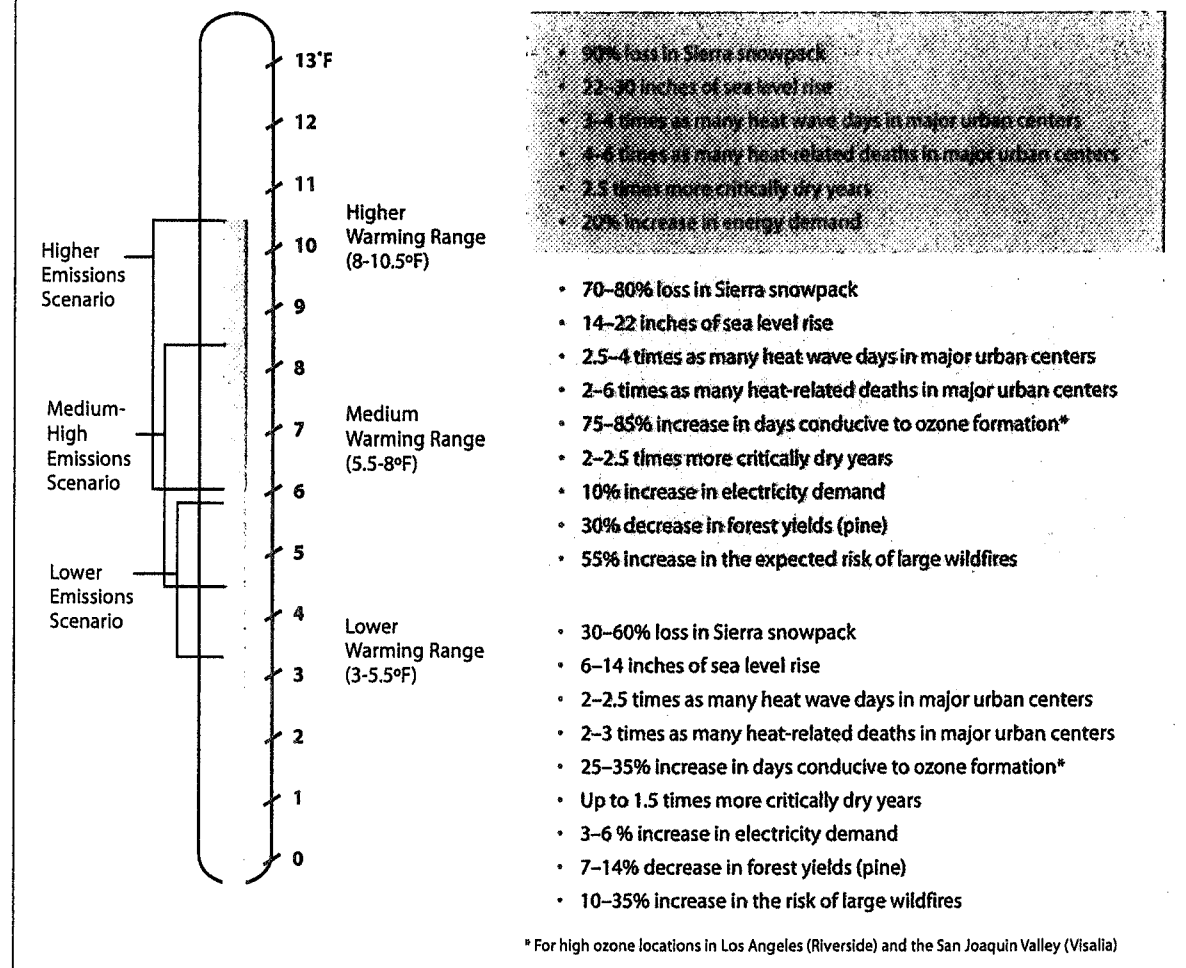 13°F
12
11
10
9
8
7
6
5
4
3
2
1
0
Higher
Emissions
Scenario
Medium-
High
Emissions
Scenario
Lower
Emissions
Scenario
Higher
Warming Range
(8-10.5ºF)
Medium
Warming Range
(5.5-8ºF)
Lower
Warming Range
(3-5.5ºF)
• 90% loss in Sierra snowpack
• 22–30 inches of sea level rise
• 3–4 times as many heat wave days in major urban centers
• 4–6 times as many heat-related deaths in major urban centers
• 2.5 times more critically dry years
• 20% increase in energy demand
• 70–80% loss in Sierra snowpack
• 14–22 inches of sea level rise
• 2.5–4 times as many heat wave days in major urban centers
• 2–6 times as many heat-related deaths in major urban centers
• 75–85% increase in days conducive to ozone formation*
• 2–2.5 times more critically dry years
• 10% increase in electricity demand
• 30% decrease in forest yields (pine)
• 55% increase in the expected risk of large wildfires
• 30–60% loss in Sierra snowpack
• 6–14 inches of sea level rise
• 2–2.5 times as many heat wave days in major urban centers
• 2–3 times as many heat-related deaths in major urban centers
• 25–35% increase in days conducive to ozone formation*
• Up to 1.5 times more critically dry years
• 3–6 % increase in electricity demand
• 7–14% decrease in forest yields (pine)
• 10–35% increase in the risk of large wildfires
* For high ozone locations in Los Angeles (Riverside) and the San Joaquin Valley (Visalia)